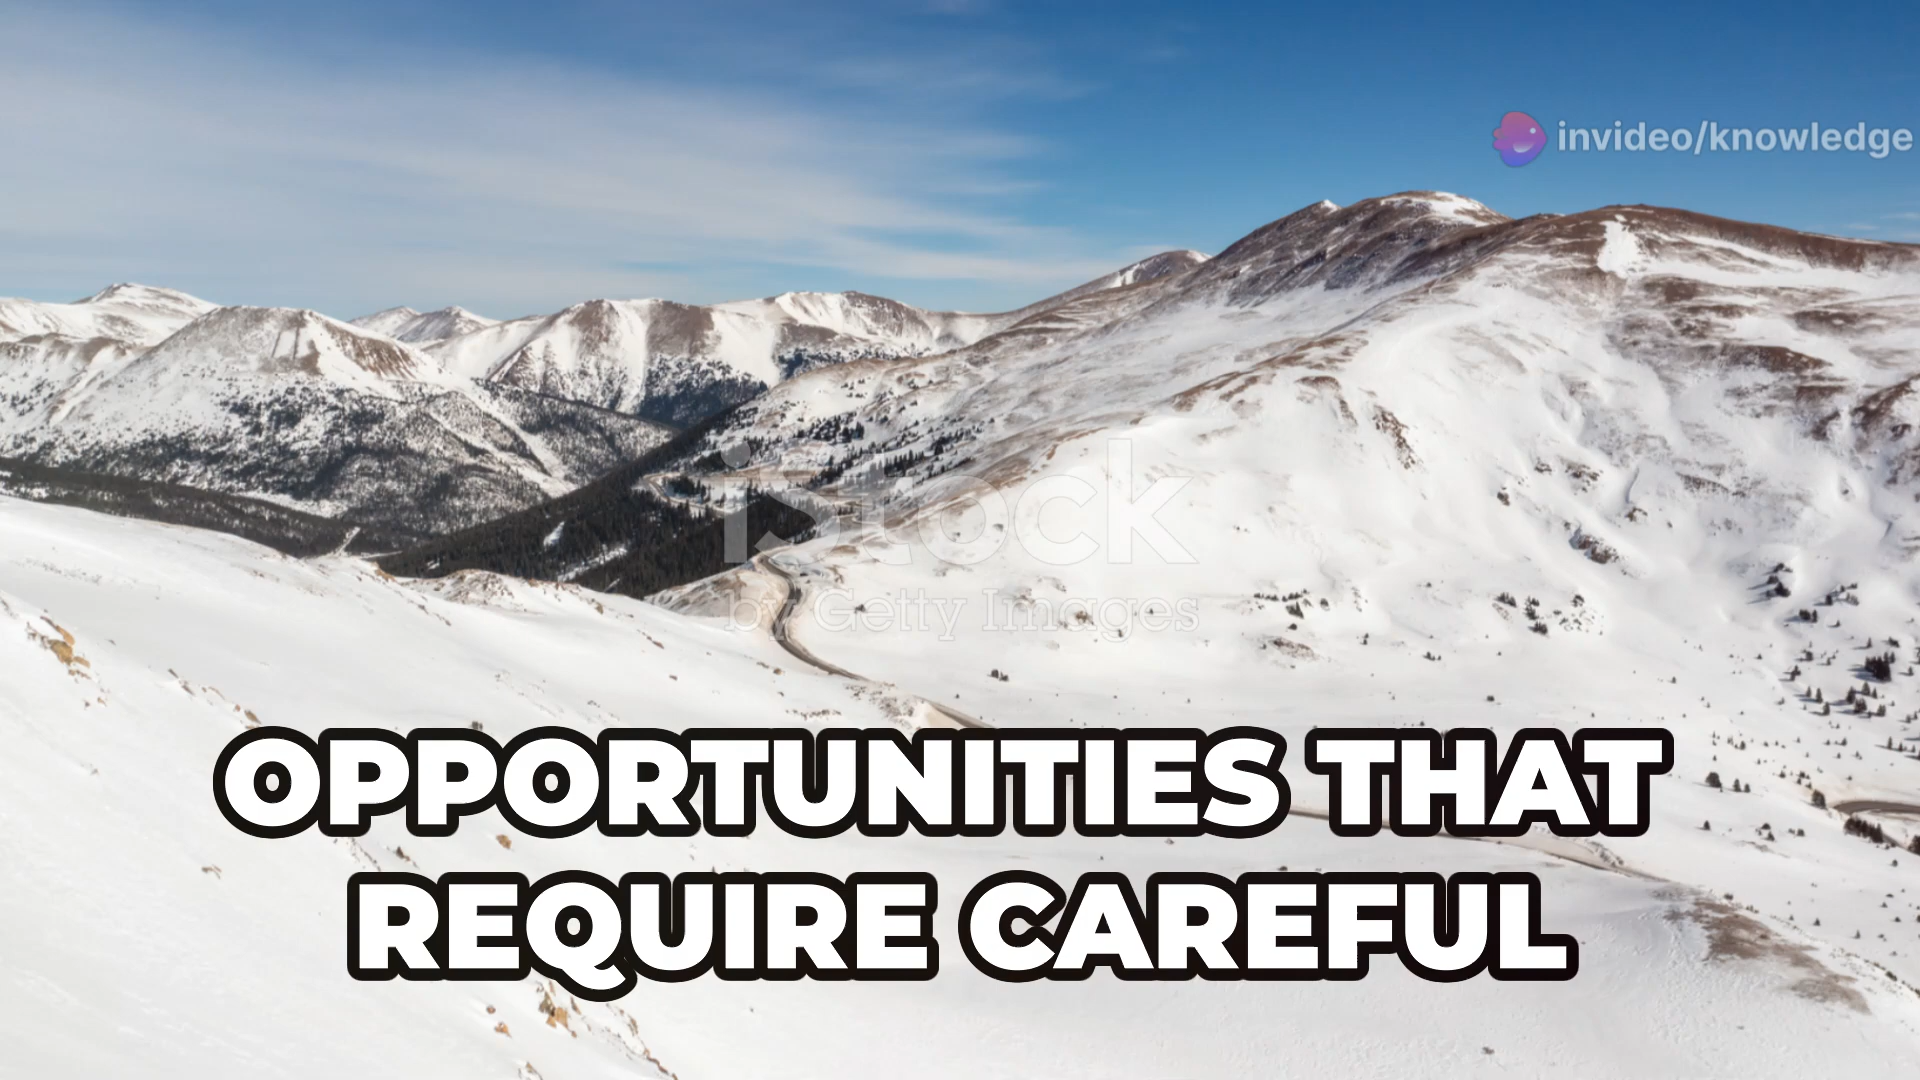 invideo/knowledge
iStock
by Getty Images
OPPORTUNITIES THAT
REQUIRE CAREFUL